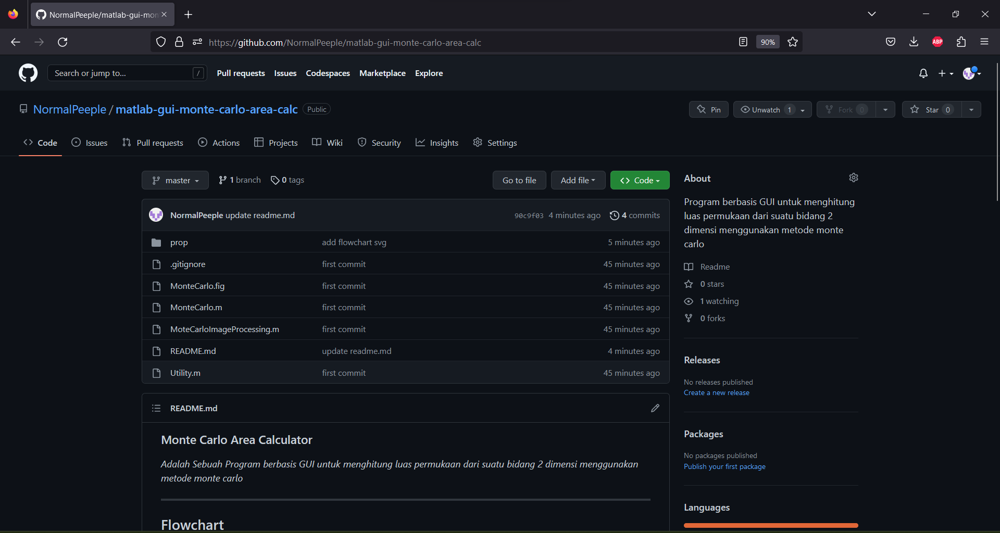 NormalPeeple/matlab-gui-mon
https://github.com/NormalPeeple/matlab-gui-monte-carlo-area-calc
90%
ABP
Search or jump to...
/
Pull requests
Issues
Codespaces
Marketplace
Explore
NormalPeeple / matlab-gui-monte-carlo-area-calc
Public
Pin
Unwatch 1
Fork 0
Star 0
Code
Issues
Pull requests
Actions
Projects
Wiki
Security
Insights
Settings
master
1 branch
0 tags
Go to file
Add file
Code
NormalPeeple update readme.md
90c9f03 4 minutes ago
4 commits
prop
add flowchart svg
5 minutes ago
.gitignore
first commit
45 minutes ago
MonteCarlo.fig
first commit
45 minutes ago
MonteCarlo.m
first commit
45 minutes ago
MoteCarloImageProcessing.m
first commit
45 minutes ago
README.md
update readme.md
4 minutes ago
Utility.m
first commit
45 minutes ago
README.md
Monte Carlo Area Calculator
Adalah Sebuah Program berbasis GUI untuk menghitung luas permukaan dari suatu bidang 2 dimensi menggunakan
metode monte carlo
Flowchart
About
Program berbasis GUI untuk menghitung
luas permukaan dari suatu bidang 2
dimensi menggunakan metode monte
carlo
Readme
0 stars
1 watching
0 forks
Releases
No releases published
Create a new release
Packages
No packages published
Publish your first package
Languages